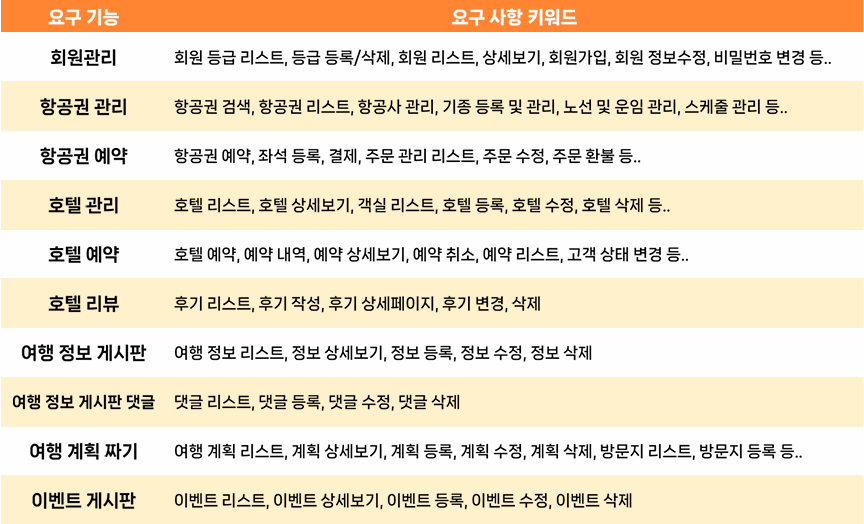 요구 기능 요구 사항 키워드
회원관리 회원 등급 리스트, 등급 등록/삭제, 회원 리스트, 상세보기, 회원가입, 회원 정보수정, 비밀번호 변경 등..
항공권 관리 항공권 검색, 항공권 리스트, 항공사 관리, 기종 등록 및 관리, 노선 및 운임 관리, 스케줄 관리 등..
항공권 예약 항공권 예약, 좌석 등록, 결제, 주문 관리 리스트, 주문 수정, 주문 환불 등..
호텔 관리 호텔 리스트, 호텔 상세보기, 객실 리스트, 호텔 등록, 호텔 수정, 호텔 삭제 등..
호텔 예약 호텔 예약, 예약 내역, 예약 상세보기, 예약 취소, 예약 리스트, 고객 상태 변경 등..
호텔 리뷰 후기 리스트, 후기 작성, 후기 상세페이지, 후기 변경, 삭제
여행 정보 게시판 여행 정보 리스트, 정보 상세보기, 정보 등록, 정보 수정, 정보 삭제
여행 정보 게시판 댓글 댓글 리스트, 댓글 등록, 댓글 수정, 댓글 삭제
여행 계획 짜기 여행 계획 리스트, 계획 상세보기, 계획 등록, 계획 수정, 계획 삭제, 방문지 리스트, 방문지 등록 등..
이벤트 게시판 이벤트 리스트, 이벤트 상세보기, 이벤트 등록, 이벤트 수정, 이벤트 삭제